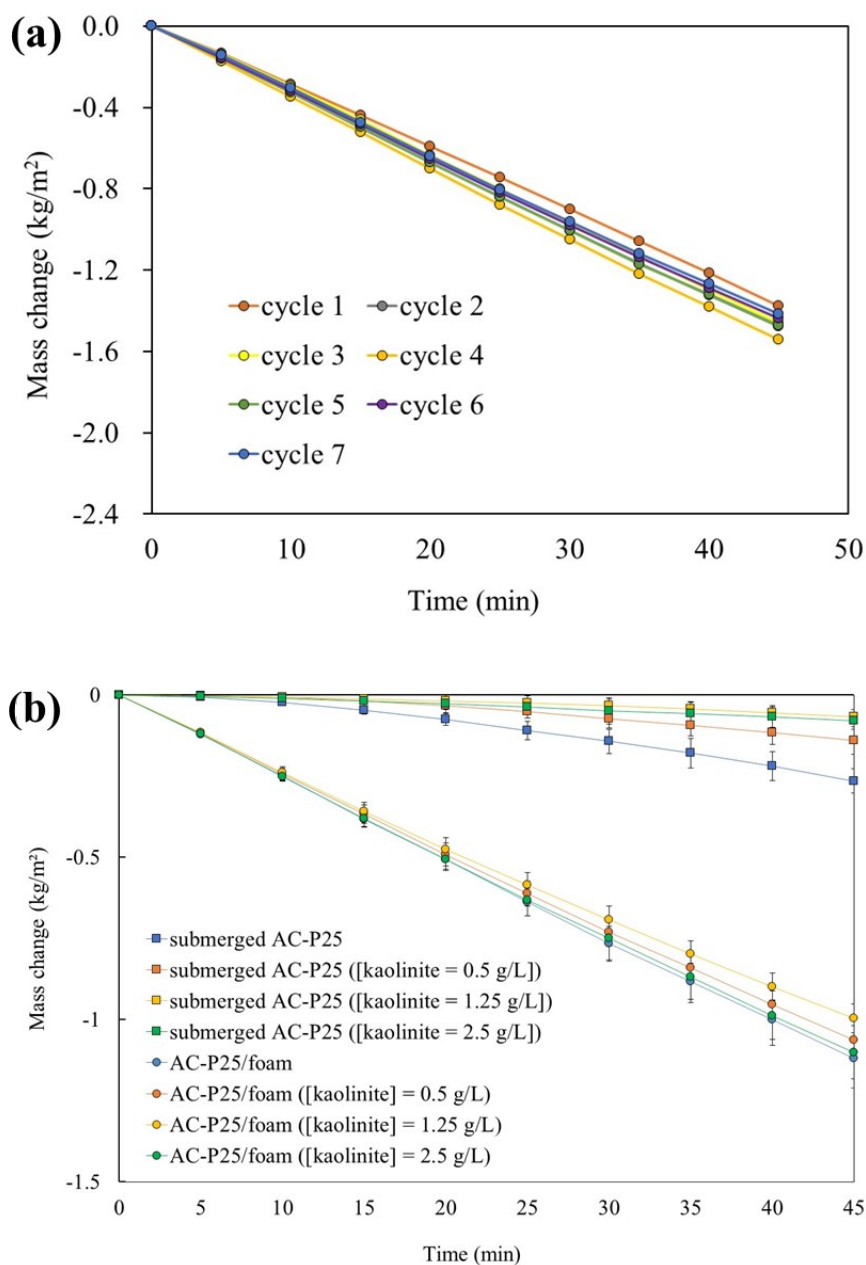 (a)
0.0
-0.4
-0.8
-1.2
-1.6
-2.0
-2.4
Mass change (kg/m²)
cycle 1 cycle 2
cycle 3 cycle 4
cycle 5 cycle 6
cycle 7
0 10 20 30 40 50
Time (min)
(b)
0
-0.5
-1
-1.5
Mass change (kg/m²)
submerged AC-P25
submerged AC-P25 ([kaolinite = 0.5 g/L])
submerged AC-P25 ([kaolinite = 1.25 g/L])
submerged AC-P25 ([kaolinite = 2.5 g/L])
AC-P25/foam
AC-P25/foam ([kaolinite] = 0.5 g/L)
AC-P25/foam ([kaolinite] = 1.25 g/L)
AC-P25/foam ([kaolinite] = 2.5 g/L)
0 5 10 15 20 25 30 35 40 45
Time (min)